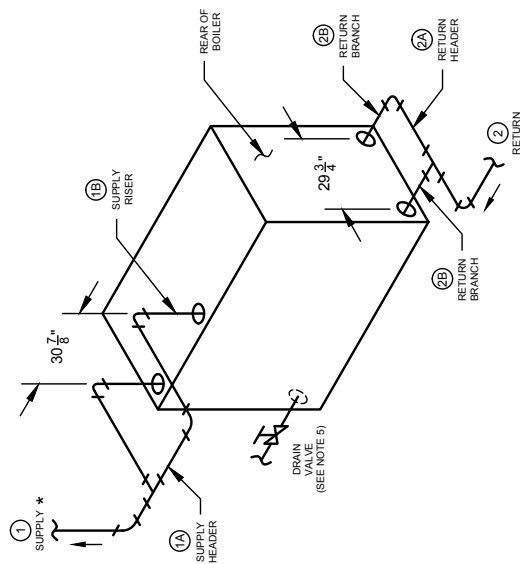 1
SUPPLY *
1A
SUPPLY
HEADER
30 7/8"
1B
SUPPLY
RISER
DRAIN
VALVE
(SEE NOTE 5)
REAR OF
BOILER
29 3/4"
2B
RETURN
BRANCH
2B
RETURN
BRANCH
2A
RETURN
HEADER
2
RETURN